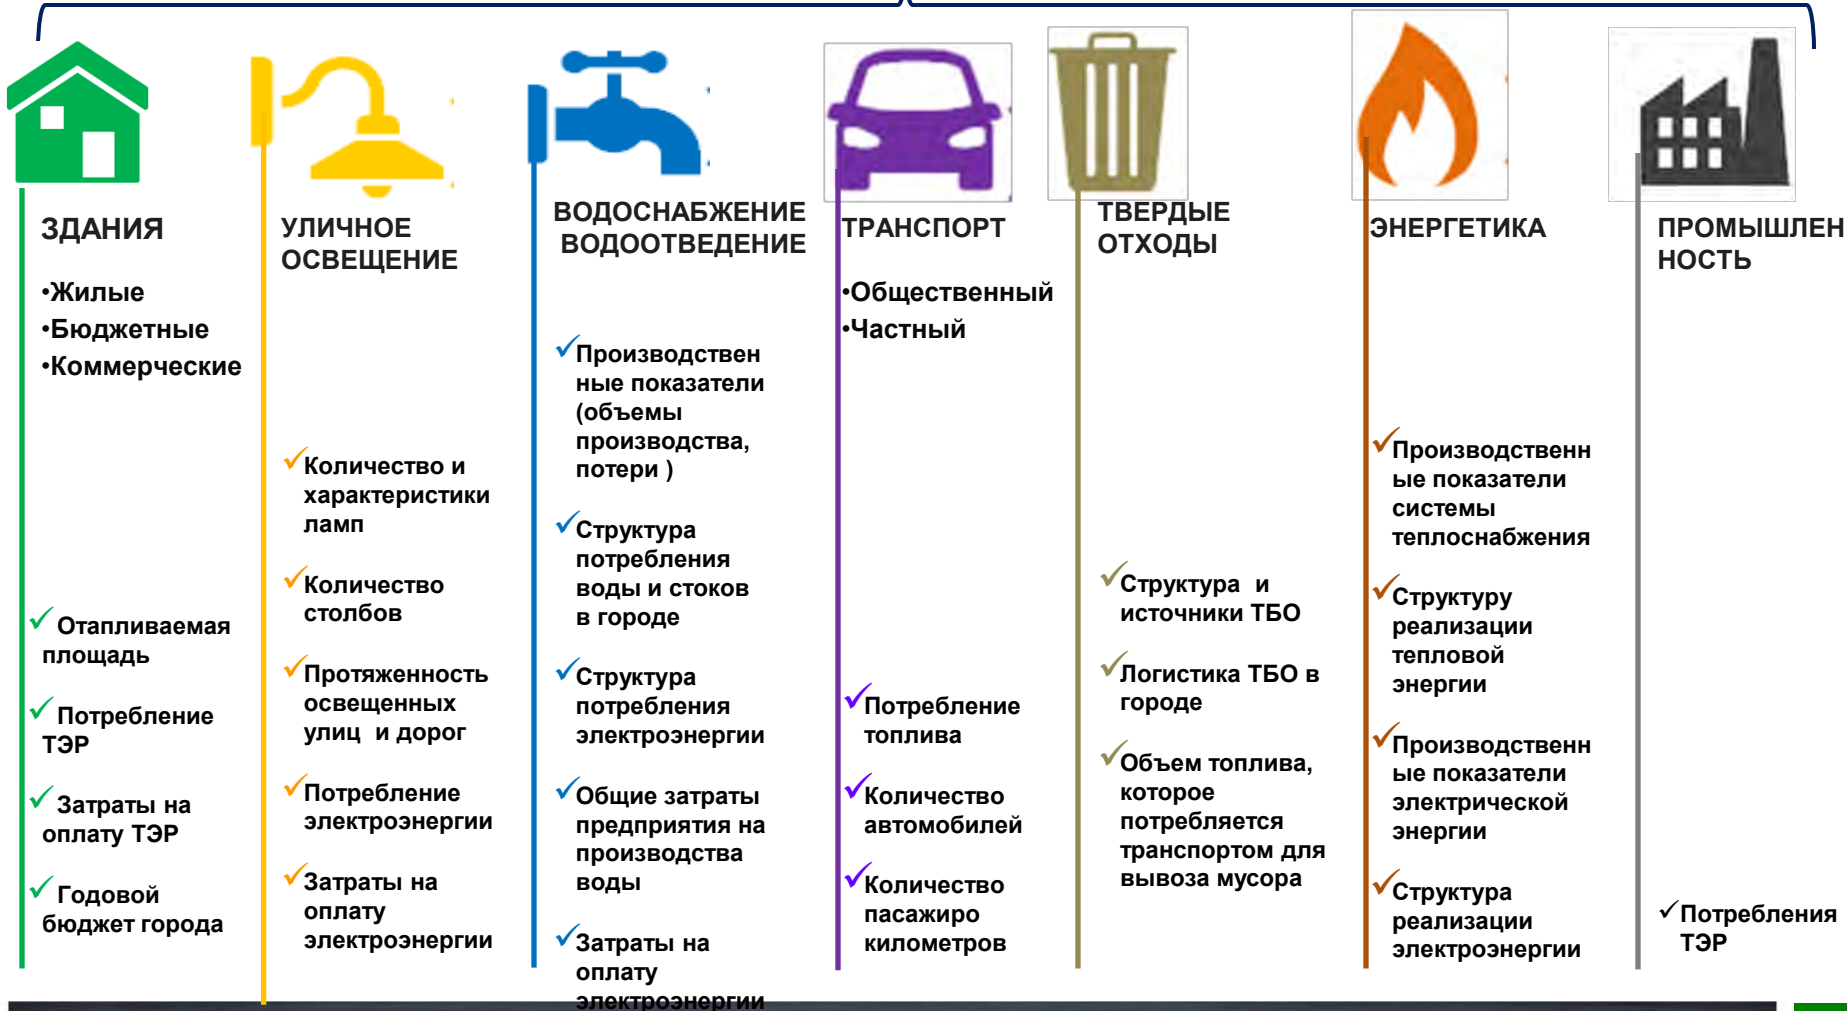 ЗДАНИЯ
•Жилые
•Бюджетные
•Коммерческие
Отапливаемая
площадь
Потребление
ТЭР
Затраты на
оплату ТЭР
Годовой
бюджет города
УЛИЧНОЕ
ОСВЕЩЕНИЕ
Количество и
характеристики
ламп
Количество
столбов
Протяженность
освещенных
улиц и дорог
Потребление
электроэнергии
Затраты на
оплату
электроэнергии
ВОДОСНАБЖЕНИЕ
ВОДООТВЕДЕНИЕ
Производствен
ные показатели
(объемы
производства,
потери )
Структура
потребления
воды и стоков
в городе
Структура
потребления
электроэнергии
Общие затраты
предприятия на
производства
воды
Затраты на
оплату
электроэнергии
ТРАНСПОРТ
•Общественный
•Частный
Потребление
топлива
Количество
автомобилей
Количество
пасажиро
километров
ТВЕРДЫЕ
ОТХОДЫ
Структура и
источники ТБО
Логистика ТБО в
городе
Объем топлива,
которое
потребляется
транспортом для
вывоза мусора
ЭНЕРГЕТИКА
Производственн
ые показатели
системы
теплоснабжения
Структуру
реализации
тепловой
энергии
Производственн
ые показатели
электрической
энергии
Структура
реализации
электроэнергии
ПРОМЫШЛЕН
НОСТЬ
Потребления
ТЭР